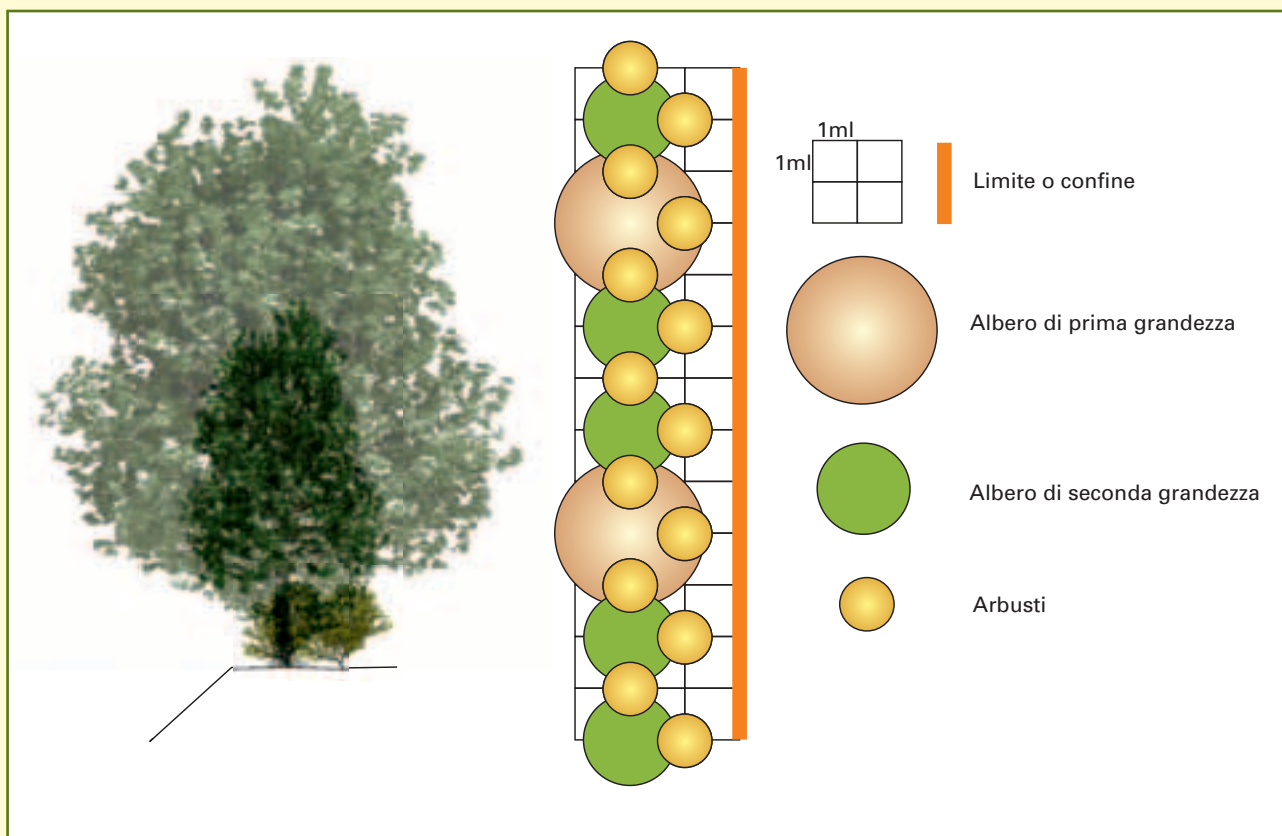 1ml
1ml
Limite o confine
Albero di prima grandezza
Albero di seconda grandezza
Arbusti